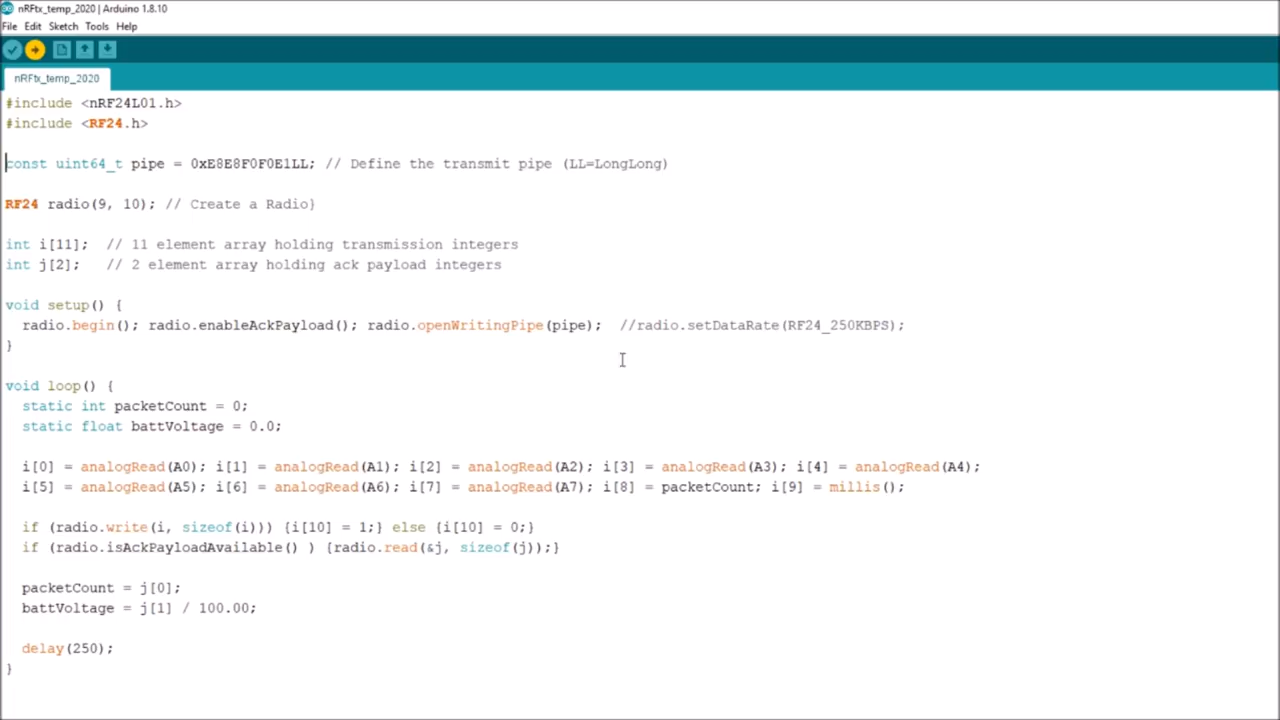 nRFtx_temp_2020 | Arduino 1.8.10
File Edit Sketch Tools Help
nRFtx_temp_2020
#include <nRF24L01.h>
#include <RF24.h>
const uint64_t pipe = 0xE8E8F0F0E1LL; // Define the transmit pipe (LL=LongLong)
RF24 radio(9, 10); // Create a Radio}
int i[11];  // 11 element array holding transmission integers
int j[2];   // 2 element array holding ack payload integers
void setup() {
  radio.begin(); radio.enableAckPayload(); radio.openWritingPipe(pipe);  //radio.setDataRate(RF24_250KBPS);
}
void loop() {
  static int packetCount = 0;
  static float battVoltage = 0.0;
  i[0] = analogRead(A0); i[1] = analogRead(A1); i[2] = analogRead(A2); i[3] = analogRead(A3); i[4] = analogRead(A4);
  i[5] = analogRead(A5); i[6] = analogRead(A6); i[7] = analogRead(A7); i[8] = packetCount; i[9] = millis();
  if (radio.write(i, sizeof(i))) {i[10] = 1;} else {i[10] = 0;}
  if (radio.isAckPayloadAvailable() ) {radio.read(&j, sizeof(j));}
  packetCount = j[0];
  battVoltage = j[1] / 100.00;
  delay(250);
}